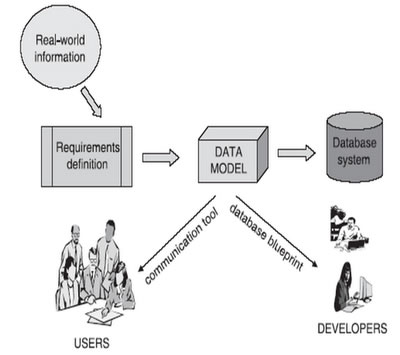 Real-world
information
Requirements
definition
DATA
MODEL
Database
system
communication tool
database blueprint
USERS
DEVELOPERS